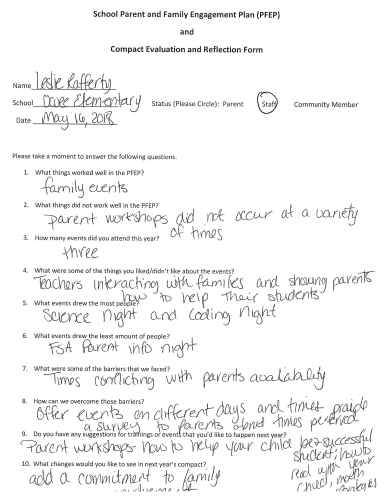 School Parent and Family Engagement Plan (PFEP)
and
Compact Evaluation and Reflection Form
Name Leslie Rafferty
School Elementary Status (Please Circle): Parent Staff Community Member
Date May 16, 2018
Please take a moment to answer the following questions.
1. What things worked well in the PFEP?
family events
2. What things did not work well in the PFEP?
parent workshops did not occur at a variety
of times
3. How many events did you attend this year?
three
4. What were some of the things you liked/didn't like about the events?
Teachers interacting with families and showing parents
how to help their students
5. What events drew the most people?
Science Night and Coding Night
6. What events drew the least amount of people?
FSA Parent info night
7. What were some of the barriers that we faced?
Times conflicting with parents availability
8. How can we overcome those barriers?
Offer events on different days and times provide
a survey to parents about times preferred
9. Do you have any suggestions for trainings or events that you'd like to happen next year?
Parent workshops- how to help your child be a successful
student; how to
read with your
child, math
strategies
10. What changes would you like to see in next year's compact?
add a commitment to family